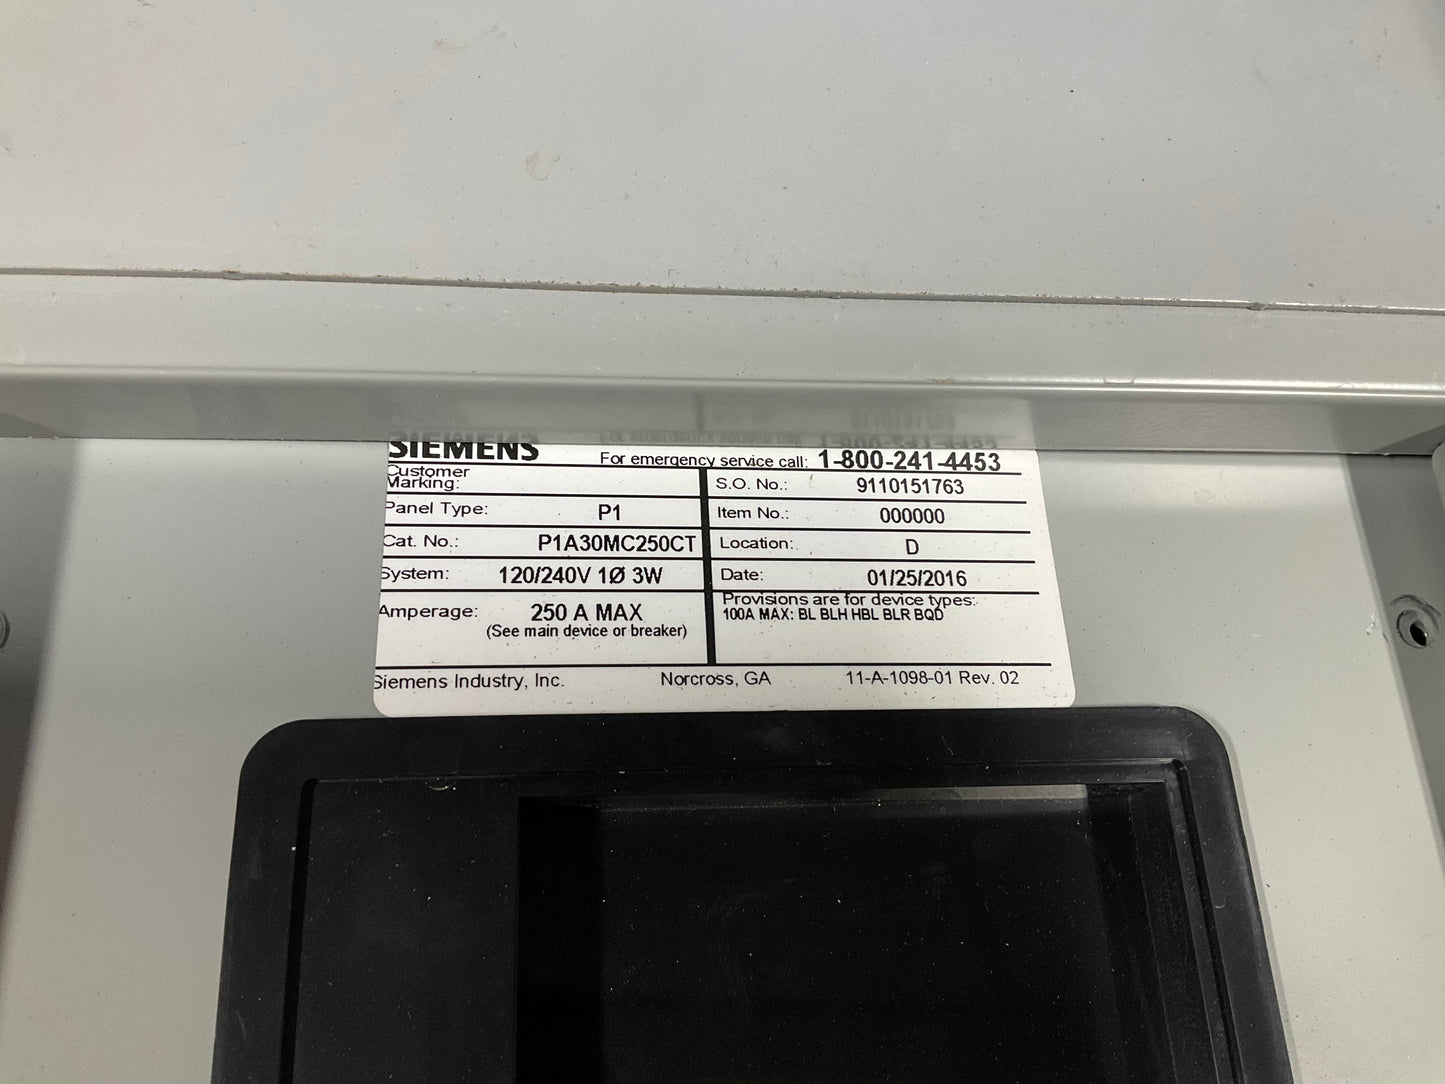 SIEMENS
For emergency service call: 1-800-241-4453
Customer
Marking:
S.O. No.: 9110151763
Panel Type: P1
Item No.: 000000
Cat. No.: P1A30MC250CT
Location: D
System: 120/240V 1Ø 3W
Date: 01/25/2016
Amperage: 250 A MAX
(See main device or breaker)
Provisions are for device types:
100A MAX: BL BLH HBL BLR BQD
Siemens Industry, Inc. Norcross, GA 11-A-1098-01 Rev. 02